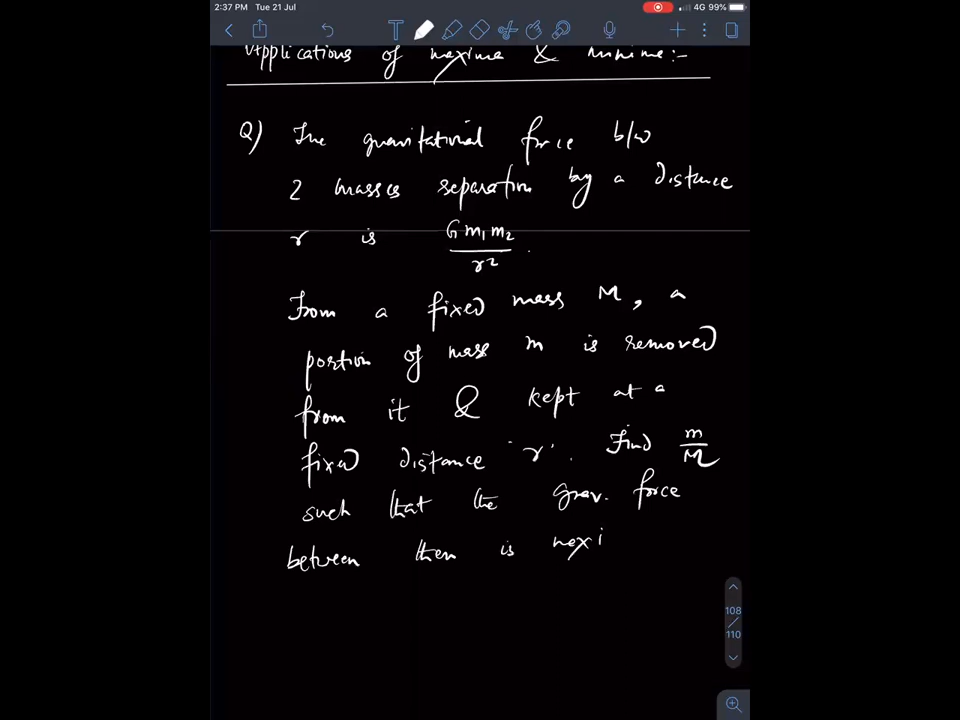 2:37 PM Tue 21 Jul 4G 99%
T
Applications of maxima & minima:-
Q) The gravitational force b/w
2 masses separation by a distance
r is G m₁ m₂ / r² .
From a fixed mass M, a
portion of mass m is removed
from it & kept at a
fixed distance 'r'. Find m/M
such that the grav. force
between them is maxi
108
/
110